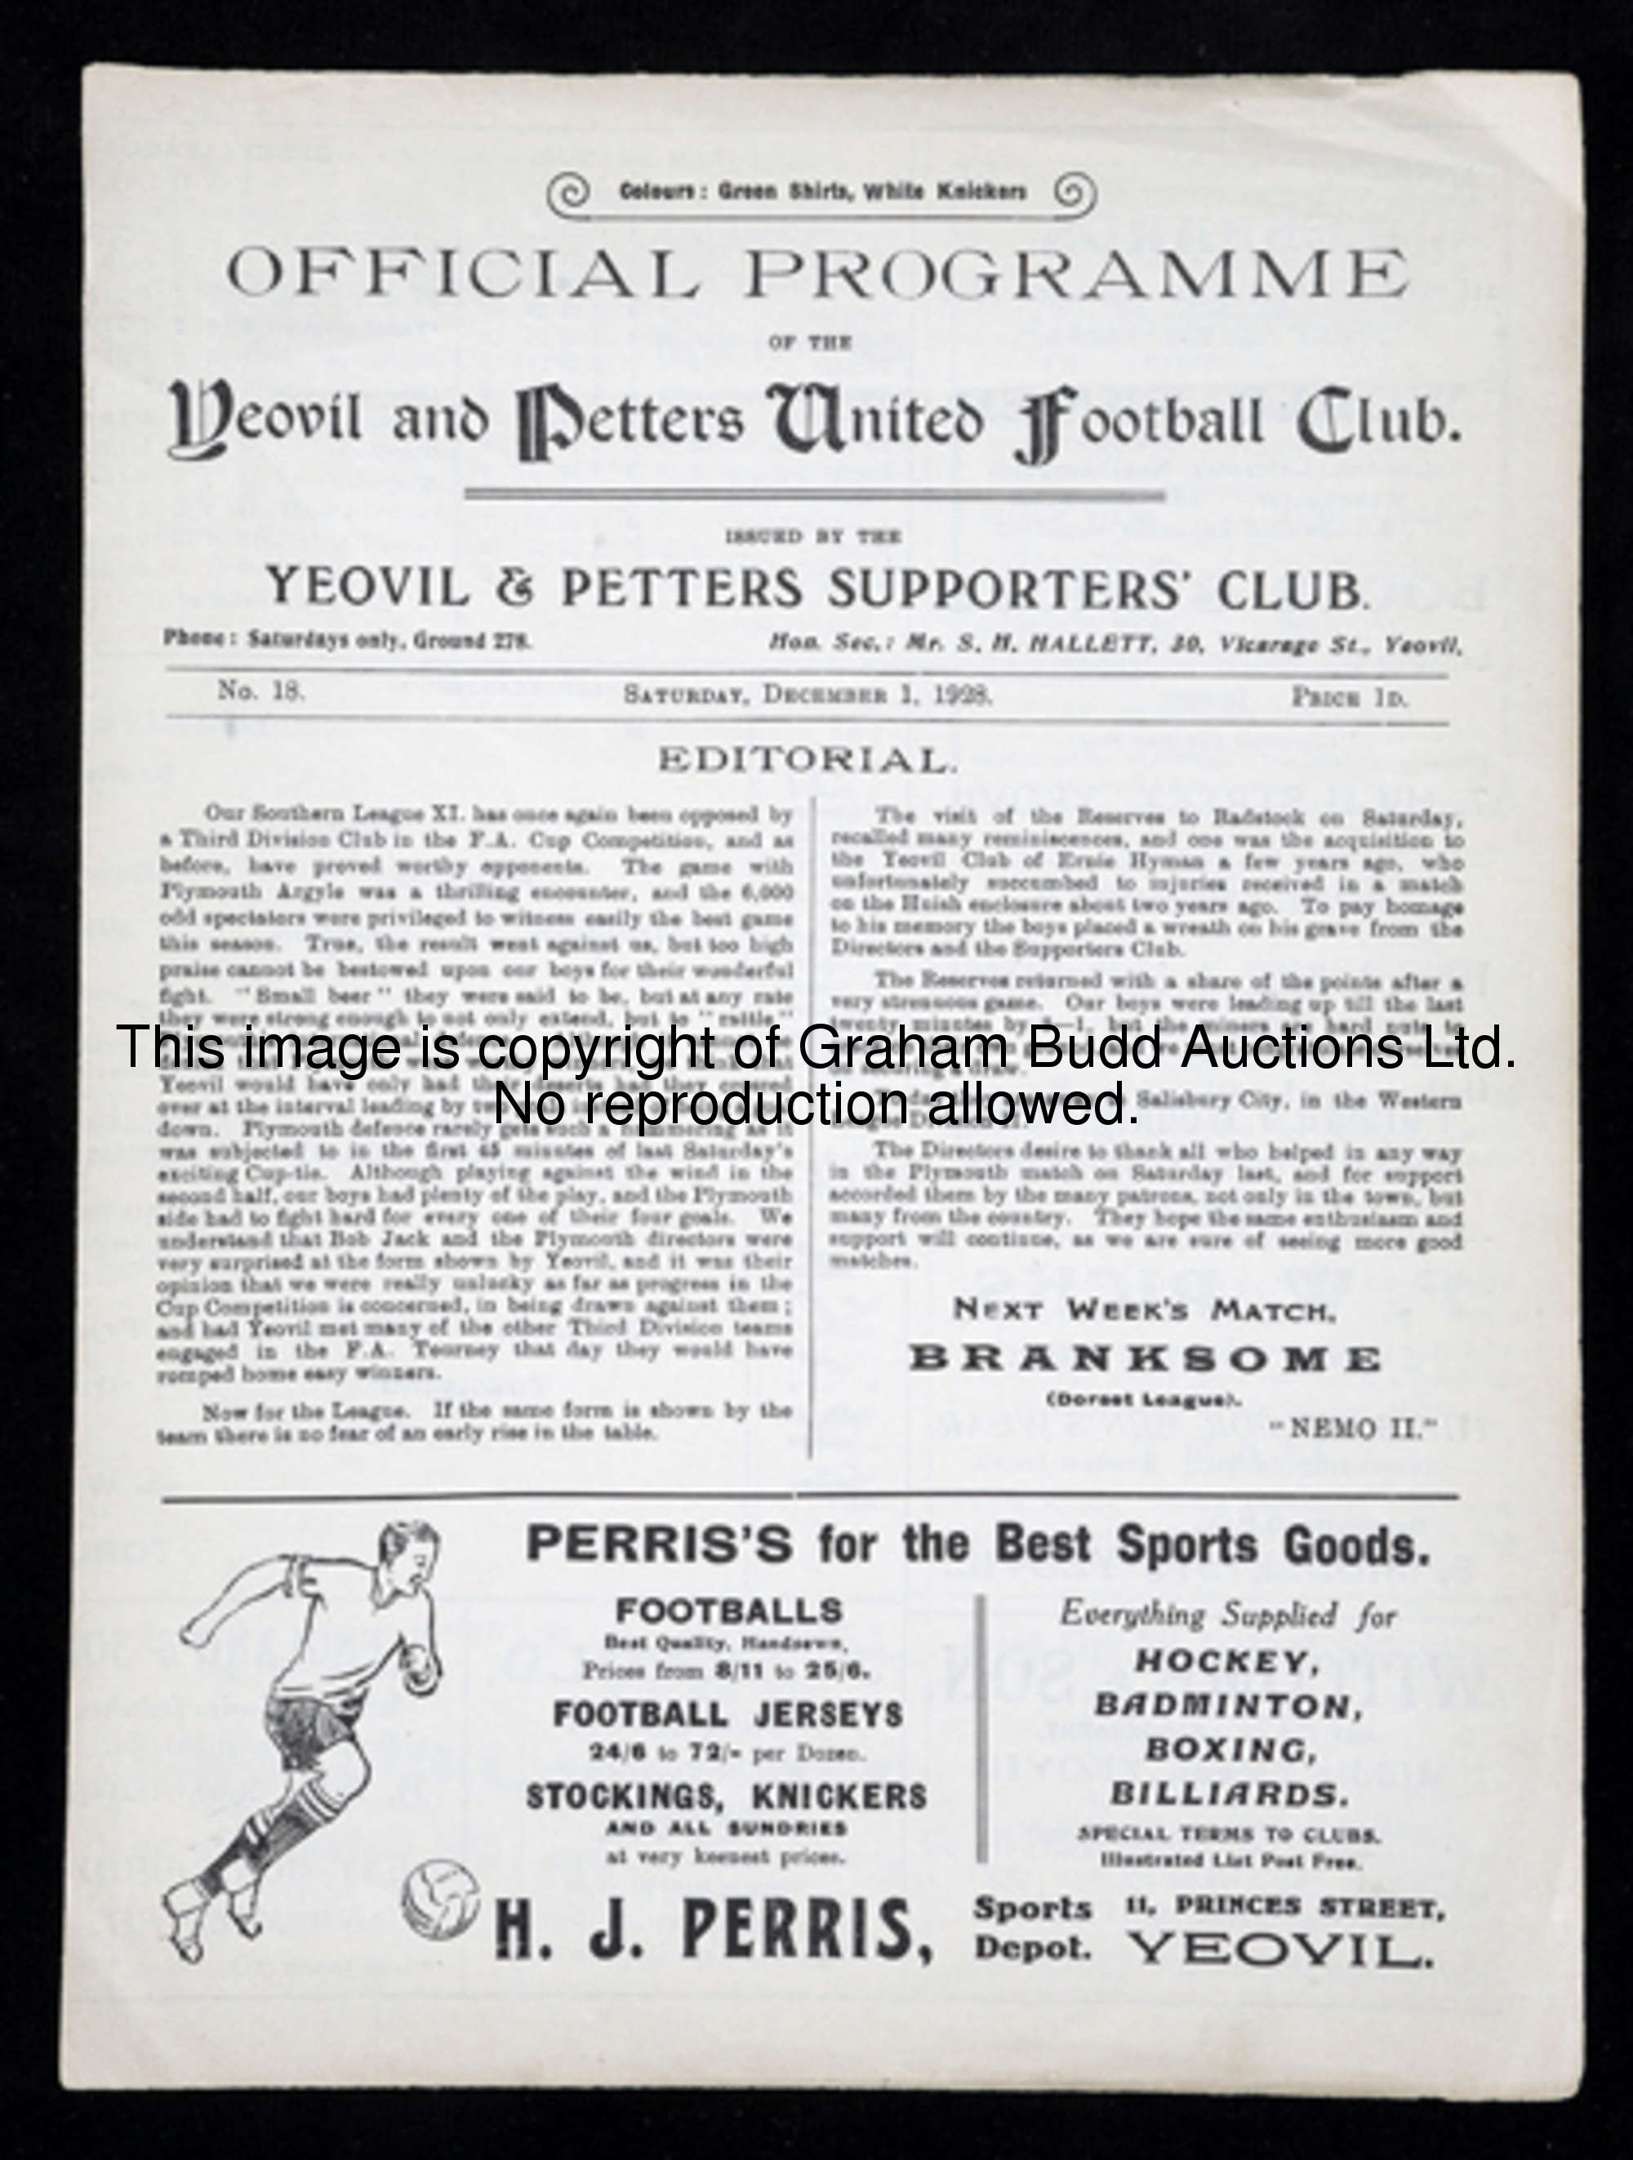 Colours: Green Shirts, White Knickers
OFFICIAL PROGRAMME
OF THE
Yeovil and Petters United Football Club.
ISSUED BY THE
YEOVIL & PETTERS SUPPORTERS' CLUB.
Phone: Saturdays only, Ground 278.
Hon. Sec.: Mr. S. H. HALLETT, 30, Vicarage St., Yeovil.
No. 18.
SATURDAY, DECEMBER 1, 1928.
PRICE 1D.
EDITORIAL.
Our Southern League XI. has once again been opposed by
a Third Division Club in the F.A. Cup Competition, and as
before, have proved worthy opponents. The game with
Plymouth Argyle was a thrilling encounter, and the 6,000
odd spectators were privileged to witness easily the best game
this season. True, the result went against us, but too high
praise cannot be bestowed upon our boys for their wonderful
fight. "Small beer" they were said to be, but at any rate
they were strong enough to not only extend, but to "rattle"
Yeovil would have only had their deserts had they crossed
over at the interval leading by
down. Plymouth defence rarely gets such a hammering as it
was subjected to in the first 45 minutes of last Saturday's
exciting Cup-tie. Although playing against the wind in the
second half, our boys had plenty of the play, and the Plymouth
side had to fight hard for every one of their four goals. We
understand that Bob Jack and the Plymouth directors were
very surprised at the form shown by Yeovil, and it was their
opinion that we were really unlucky as far as progress in the
Cup Competition is concerned, in being drawn against them;
and had Yeovil met many of the other Third Division teams
engaged in the F.A. Tourney that day they would have
romped home easy winners.
Now for the League. If the same form is shown by the
team there is no fear of an early rise in the table.
The visit of the Reserves to Radstock on Saturday,
recalled many reminiscences, and one was the acquisition to
the Yeovil Club of Ernie Hyman a few years ago, who
unfortunately succumbed to injuries received in a match
on the Huish enclosure about two years ago. To pay homage
to his memory the boys placed a wreath on his grave from the
Directors and the Supporters Club.
The Reserves returned with a share of the points after a
very strenuous game. Our boys were leading up till the last
twenty minutes by
Salisbury City, in the Western
The Directors desire to thank all who helped in any way
in the Plymouth match on Saturday last, and for support
accorded them by the many patrons, not only in the town, but
many from the country. They hope the same enthusiasm and
support will continue, as we are sure of seeing more good
matches.
NEXT WEEK'S MATCH,
BRANKSOME
(Dorset League).
"NEMO II."
This image is copyright of Graham Budd Auctions Ltd.
No reproduction allowed.
PERRIS'S for the Best Sports Goods.
FOOTBALLS
Best Quality, Handsewn,
Prices from 8/11 to 25/6.
FOOTBALL JERSEYS
24/6 to 72/- per Dozen.
STOCKINGS, KNICKERS
AND ALL SUNDRIES
at very keenest prices.
Everything Supplied for
HOCKEY,
BADMINTON,
BOXING,
BILLIARDS.
SPECIAL TERMS TO CLUBS.
Illustrated List Post Free.
H. J. PERRIS,
Sports Depot.
11, PRINCES STREET,
YEOVIL.